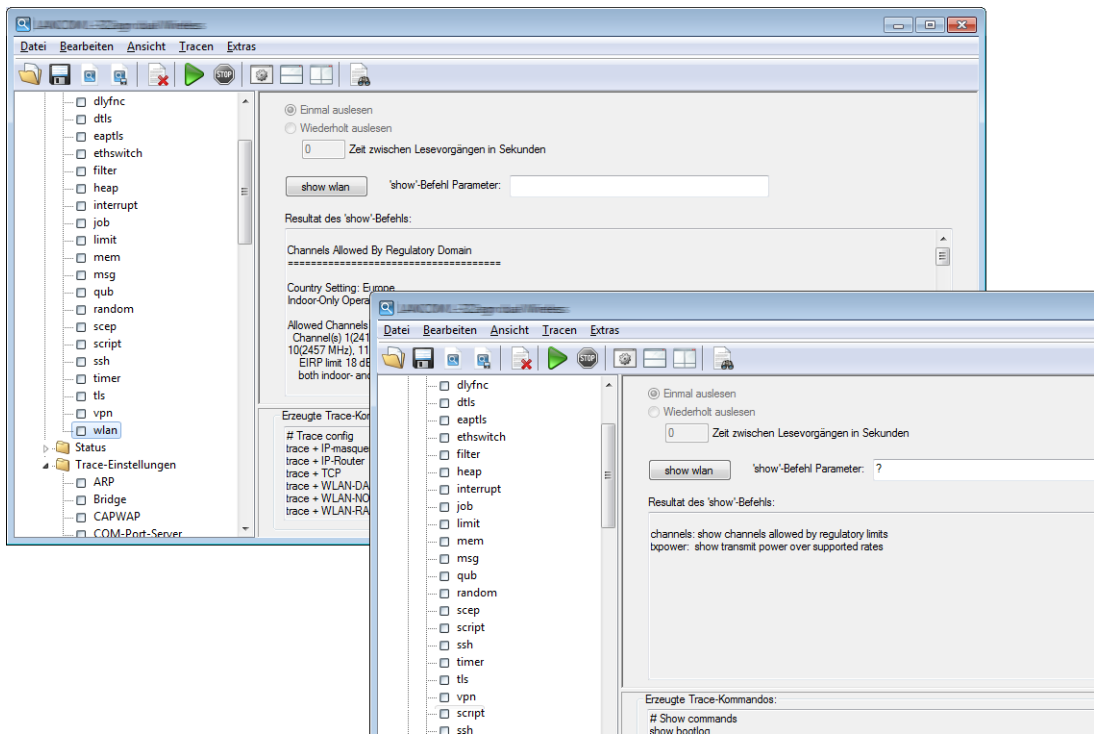 Datei Bearbeiten Ansicht Tracen Extras
STOP
dlyfnc
dtls
eaptls
ethswitch
filter
heap
interrupt
job
limit
mem
msg
qub
random
scep
script
ssh
timer
tls
vpn
wlan
Status
Trace-Einstellungen
ARP
Bridge
CAPWAP
COM-Port-Server
Einmal auslesen
Wiederholt auslesen
0 Zeit zwischen Lesevorgängen in Sekunden
show wlan 'show'-Befehl Parameter:
Resultat des 'show'-Befehls:
Channels Allowed By Regulatory Domain
=====================================
Country Setting: Europe
Indoor-Only Opera
Allowed Channels
Channel(s) 1(241
10(2457 MHz), 11
EIRP limit 18 dB
both indoor- and
Erzeugte Trace-Kor
# Trace config
trace + IP-masque
trace + IP-Router
trace + TCP
trace + WLAN-DA
trace + WLAN-NO
trace + WLAN-RA
Datei Bearbeiten Ansicht Tracen Extras
STOP
dlyfnc
dtls
eaptls
ethswitch
filter
heap
interrupt
job
limit
mem
msg
qub
random
scep
script
ssh
timer
tls
vpn
script
ssh
Einmal auslesen
Wiederholt auslesen
0 Zeit zwischen Lesevorgängen in Sekunden
show wlan 'show'-Befehl Parameter: ?
Resultat des 'show'-Befehls:
channels: show channels allowed by regulatory limits
txpower: show transmit power over supported rates
Erzeugte Trace-Kommandos:
# Show commands
show bootlog